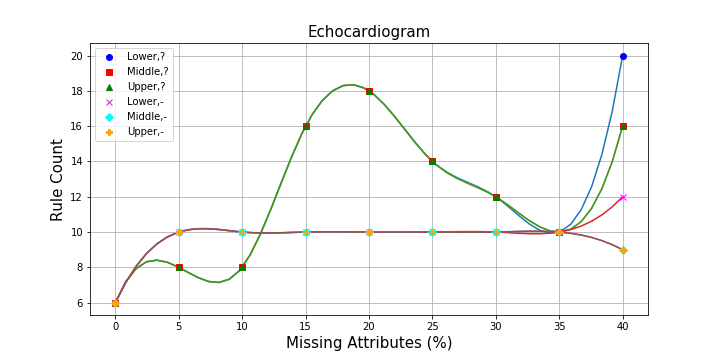 Echocardiogram
Rule Count
20
18
16
14
12
10
8
6
Lower,?
Middle,?
Upper,?
Lower,-
Middle,-
Upper,-
0 5 10 15 20 25 30 35 40
Missing Attributes (%)